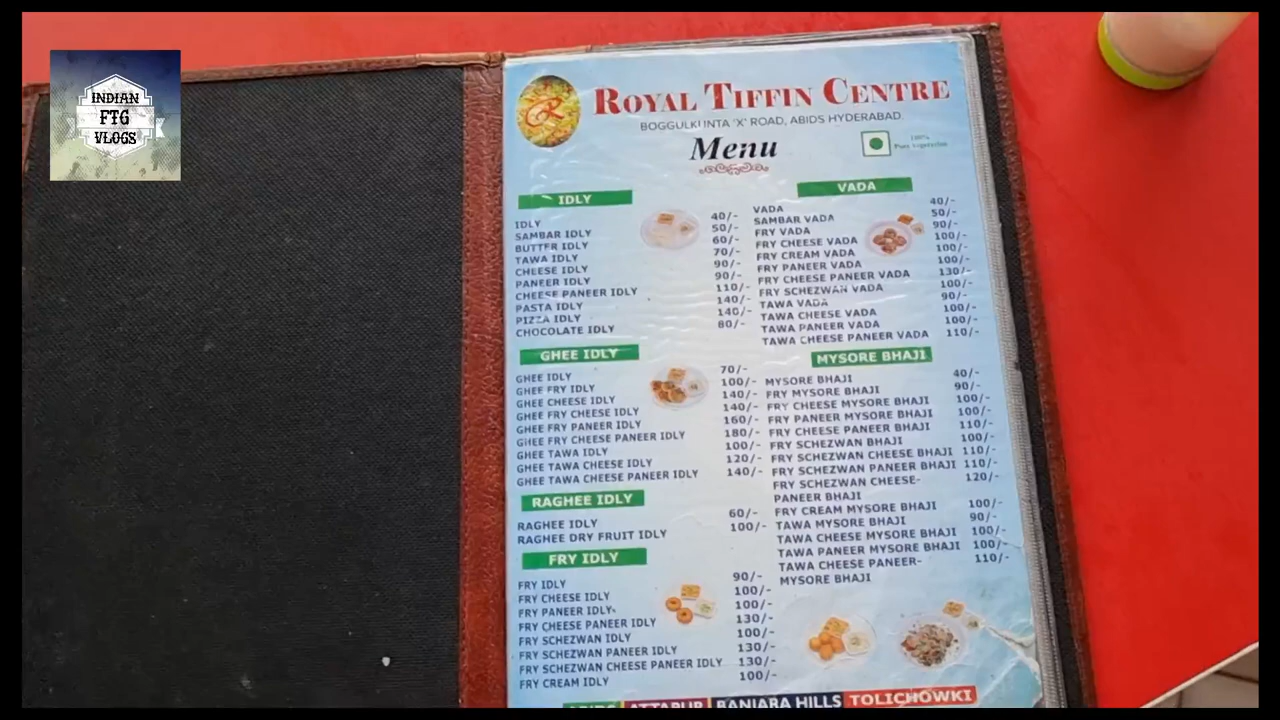 INDIAN
FTG
VLOGS
ROYAL TIFFIN CENTRE
BOGGULKUNTA 'X' ROAD, ABIDS HYDERABAD.
Menu
100%
Pure Vegetarian
IDLY
IDLY 40/-
SAMBAR IDLY 50/-
BUTTER IDLY 60/-
TAWA IDLY 70/-
CHEESE IDLY 90/-
PANEER IDLY 90/-
CHEESE PANEER IDLY 110/-
PASTA IDLY 140/-
PIZZA IDLY 140/-
CHOCOLATE IDLY 80/-
GHEE IDLY
GHEE IDLY 70/-
GHEE FRY IDLY 100/-
GHEE CHEESE IDLY 140/-
GHEE FRY CHEESE IDLY 140/-
GHEE FRY PANEER IDLY 160/-
GHEE FRY CHEESE PANEER IDLY 180/-
GHEE TAWA IDLY 100/-
GHEE TAWA CHEESE IDLY 120/-
GHEE TAWA CHEESE PANEER IDLY 140/-
RAGHEE IDLY
RAGHEE IDLY 60/-
RAGHEE DRY FRUIT IDLY 100/-
FRY IDLY
FRY IDLY 90/-
FRY CHEESE IDLY 100/-
FRY PANEER IDLY 100/-
FRY CHEESE PANEER IDLY 130/-
FRY SCHEZWAN IDLY 100/-
FRY SCHEZWAN PANEER IDLY 130/-
FRY SCHEZWAN CHEESE PANEER IDLY 130/-
FRY CREAM IDLY 100/-
VADA
VADA 40/-
SAMBAR VADA 50/-
FRY VADA 90/-
FRY CHEESE VADA 100/-
FRY CREAM VADA 100/-
FRY PANEER VADA 100/-
FRY CHEESE PANEER VADA 130/-
FRY SCHEZWAN VADA 100/-
TAWA VADA 90/-
TAWA CHEESE VADA 100/-
TAWA PANEER VADA 100/-
TAWA CHEESE PANEER VADA 110/-
MYSORE BHAJI
MYSORE BHAJI 40/-
FRY MYSORE BHAJI 90/-
FRY CHEESE MYSORE BHAJI 100/-
FRY PANEER MYSORE BHAJI 100/-
FRY CHEESE PANEER BHAJI 110/-
FRY SCHEZWAN BHAJI 100/-
FRY SCHEZWAN CHEESE BHAJI 110/-
FRY SCHEZWAN PANEER BHAJI 110/-
FRY SCHEZWAN CHEESE- 120/-
PANEER BHAJI
FRY CREAM MYSORE BHAJI 100/-
TAWA MYSORE BHAJI 90/-
TAWA CHEESE MYSORE BHAJI 100/-
TAWA PANEER MYSORE BHAJI 100/-
TAWA CHEESE PANEER- 110/-
MYSORE BHAJI
ATTAPUR BANJARA HILLS TOLICHOWKI